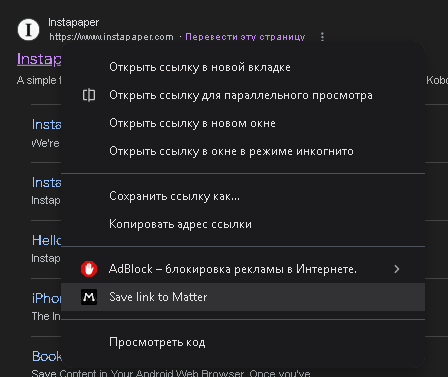 Instapaper
https://www.instapaper.com · Перевести эту страницу
Instap
A simple f
Kobo
Открыть ссылку в новой вкладке
Открыть ссылку для параллельного просмотра
Insta
Открыть ссылку в новом окне
We're
Открыть ссылку в окне в режиме инкогнито
Insta
Instap
Сохранить ссылку как...
Копировать адрес ссылки
Hello
Instap
AdBlock – блокировка рекламы в Интернете.
iPho
Save link to Matter
The In
Просмотреть код
Book
Save Content in Your Android Web Browser. Once you've